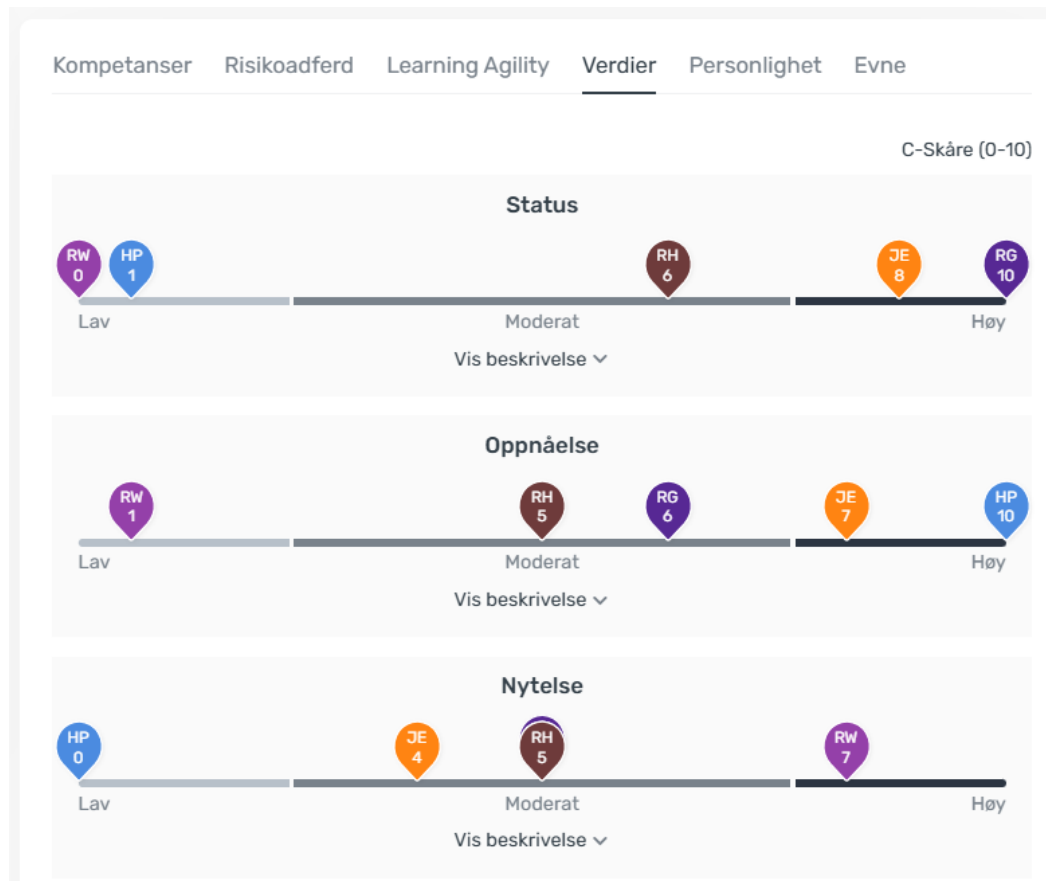 Kompetanser Risikoadferd Learning Agility Verdier Personlighet Evne
C-Skåre (0-10)
Status
RW HP RH JE RG
0 1 6 8 10
Lav Moderat Høy
Vis beskrivelse
Oppnåelse
RW RH RG JE HP
1 5 6 7 10
Lav Moderat Høy
Vis beskrivelse
Nytelse
HP JE RH RW
0 4 5 7
Lav Moderat Høy
Vis beskrivelse